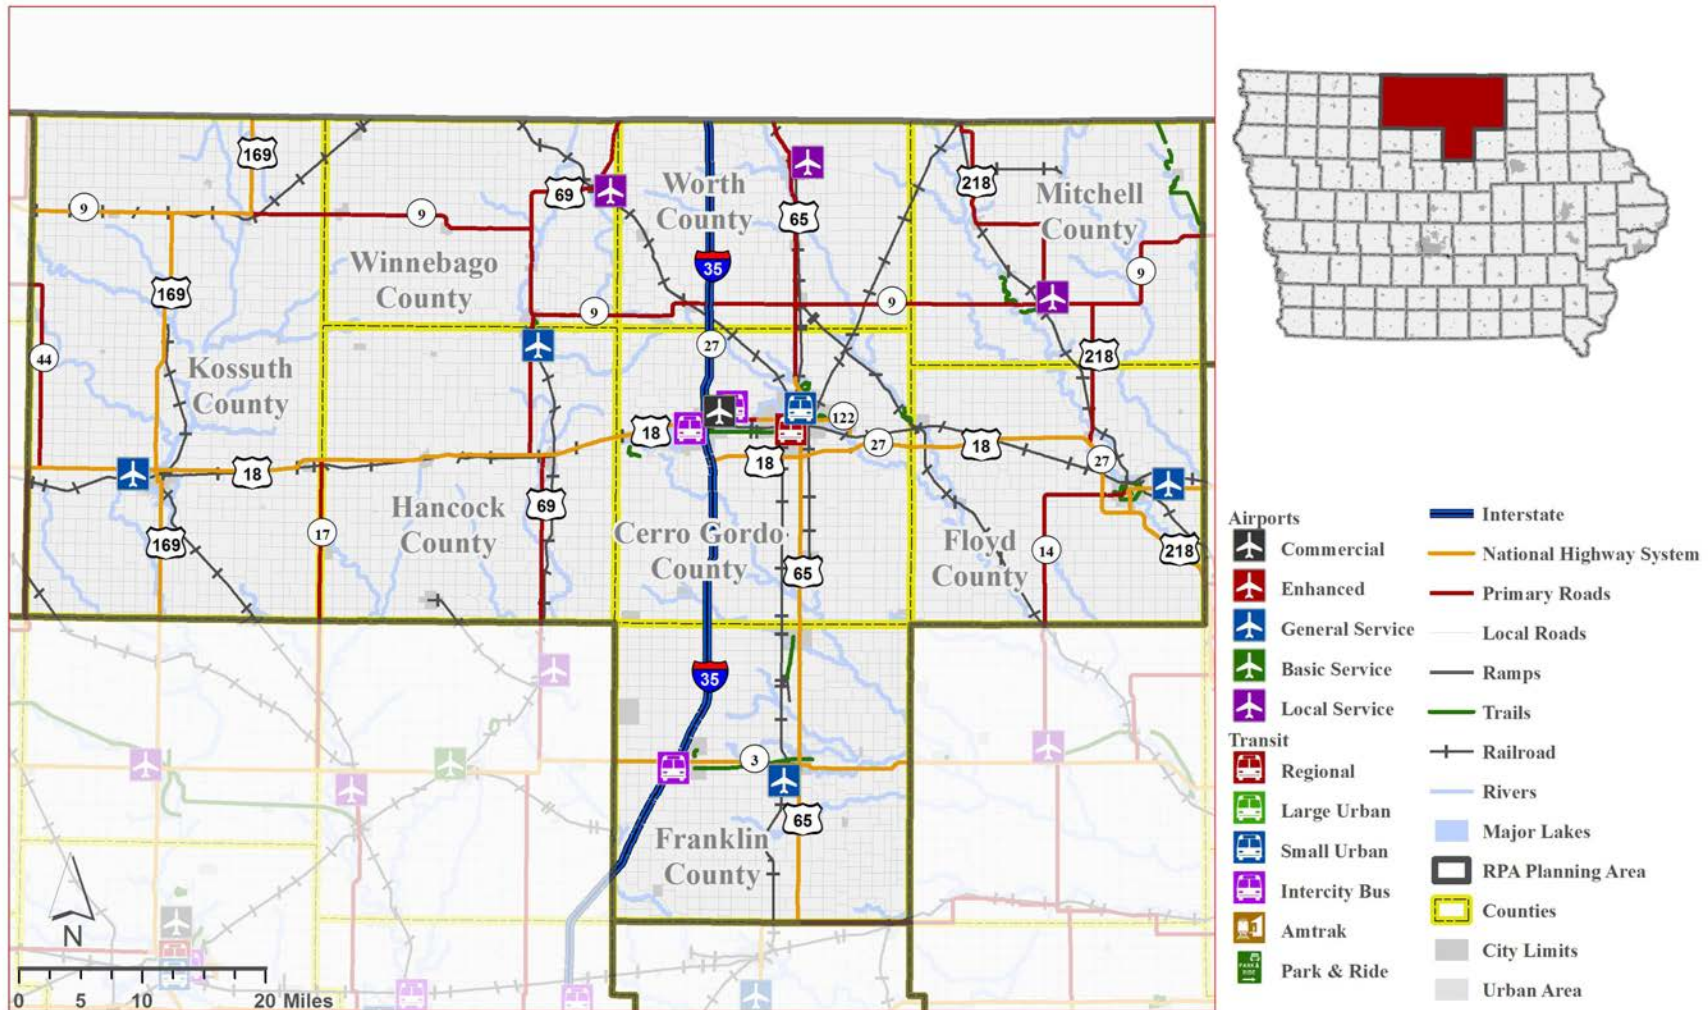 169
69
Worth
County
65
218
Mitchell
County
9
9
Winnebago
County
35
9
169
9
9
44
Kossuth
County
27
218
122
18
18
27
18
27
18
Hancock
County
69
17
169
Cerro Gordo
County
65
Floyd
County
14
218
35
3
65
Franklin
County
N
0 5 10 20 Miles
Airports
Commercial
Enhanced
General Service
Basic Service
Local Service
Transit
Regional
Large Urban
Small Urban
Intercity Bus
Amtrak
PARK &
RIDE
Park & Ride
Interstate
National Highway System
Primary Roads
Local Roads
Ramps
Trails
Railroad
Rivers
Major Lakes
RPA Planning Area
Counties
City Limits
Urban Area